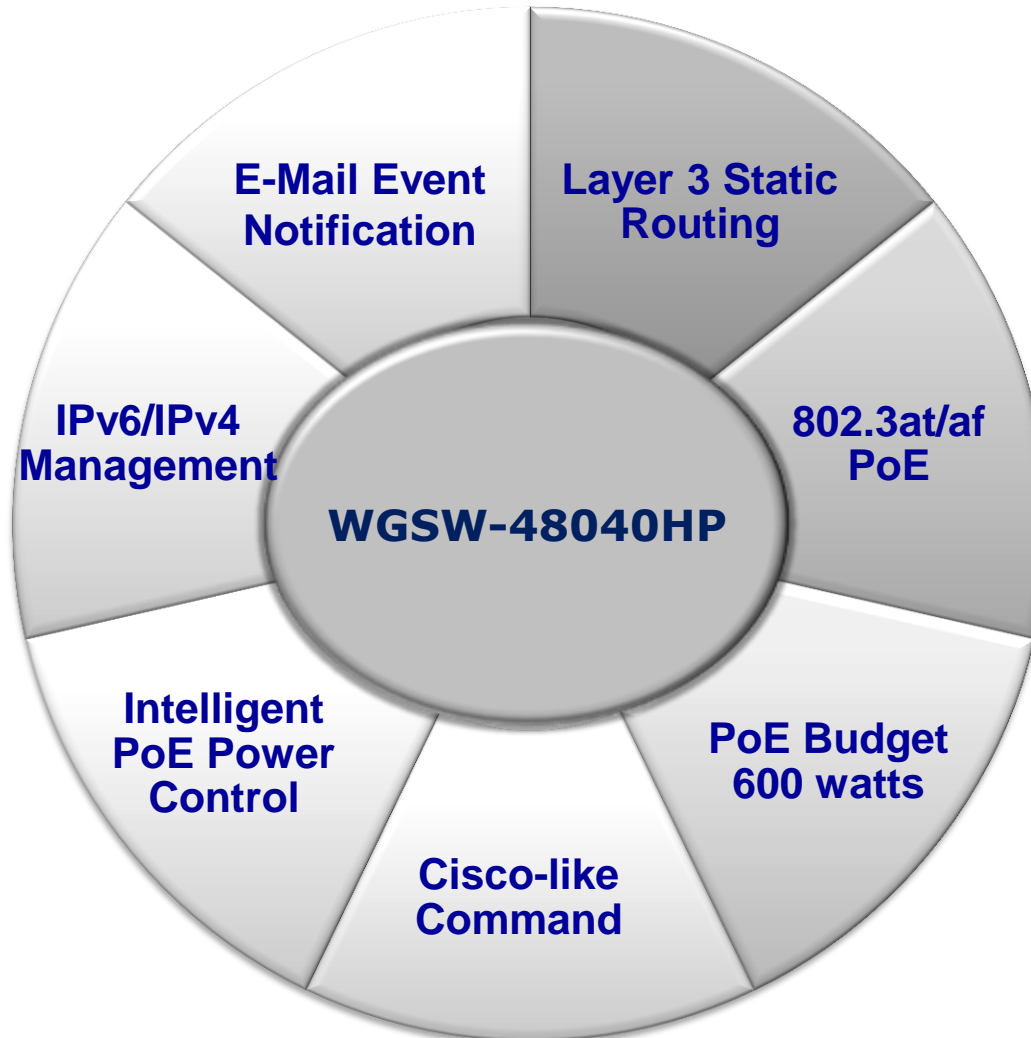 E-Mail Event
Notification
Layer 3 Static
Routing
IPv6/IPv4
Management
802.3at/af
PoE
WGSW-48040HP
Intelligent
PoE Power
Control
PoE Budget
600 watts
Cisco-like
Command